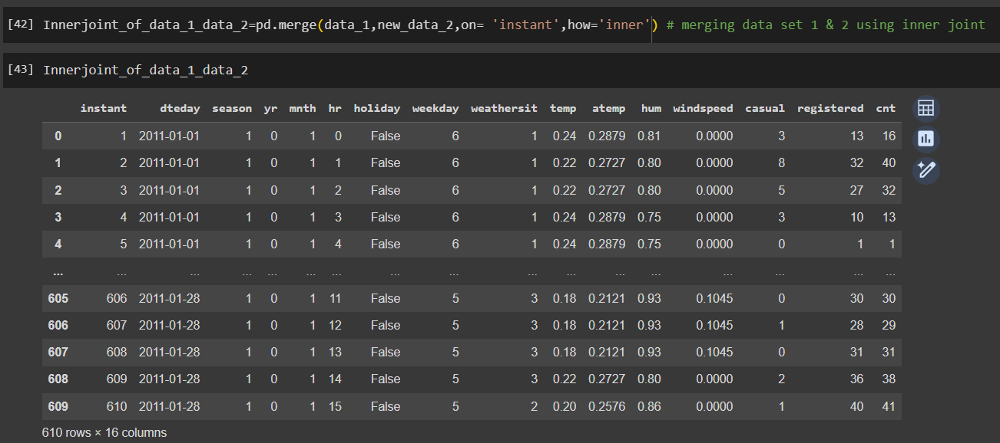 [42] Innerjoint_of_data_1_data_2=pd.merge(data_1,new_data_2,on= 'instant',how='inner') # merging data set 1 & 2 using inner joint
[43] Innerjoint_of_data_1_data_2
instant dteday season yr mnth hr holiday weekday weathersit temp atemp hum windspeed casual registered cnt
0 1 2011-01-01 1 0 1 0 False 6 1 0.24 0.2879 0.81 0.0000 3 13 16
1 2 2011-01-01 1 0 1 1 False 6 1 0.22 0.2727 0.80 0.0000 8 32 40
2 3 2011-01-01 1 0 1 2 False 6 1 0.22 0.2727 0.80 0.0000 5 27 32
3 4 2011-01-01 1 0 1 3 False 6 1 0.24 0.2879 0.75 0.0000 3 10 13
4 5 2011-01-01 1 0 1 4 False 6 1 0.24 0.2879 0.75 0.0000 0 1 1
... ... ... ... ... ... ... ... ... ... ... ... ... ... ... ... ...
605 606 2011-01-28 1 0 1 11 False 5 3 0.18 0.2121 0.93 0.1045 0 30 30
606 607 2011-01-28 1 0 1 12 False 5 3 0.18 0.2121 0.93 0.1045 1 28 29
607 608 2011-01-28 1 0 1 13 False 5 3 0.18 0.2121 0.93 0.1045 0 31 31
608 609 2011-01-28 1 0 1 14 False 5 3 0.22 0.2727 0.80 0.0000 2 36 38
609 610 2011-01-28 1 0 1 15 False 5 2 0.20 0.2576 0.86 0.0000 1 40 41
610 rows × 16 columns